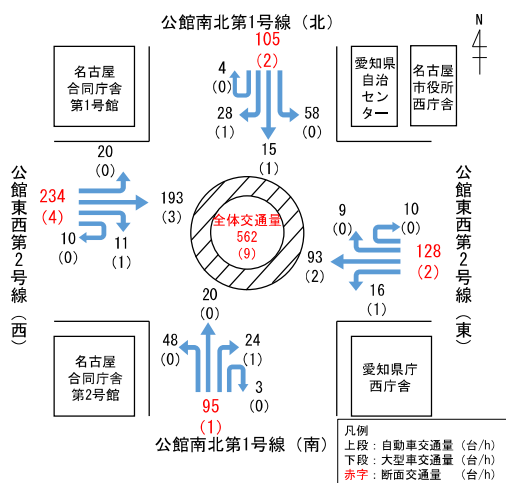 公館南北第1号線（北）
N
105
(2)
4
(0)
28
(1)
58
(0)
15
(1)
名古屋
合同庁舎
第1号館
愛知県
自治
センター
名古屋
市役所
西庁舎
公館東西第2号線（西）
20
(0)
234
(4)
193
(3)
10
(0)
11
(1)
全体交通量
562
(9)
9
(0)
10
(0)
128
(2)
93
(2)
16
(1)
公館東西第2号線（東）
20
(0)
48
(0)
24
(1)
3
(0)
95
(1)
名古屋
合同庁舎
第2号館
愛知県庁
西庁舎
公館南北第1号線（南）
凡例
上段：自動車交通量（台/h）
下段：大型車交通量（台/h）
赤字：断面交通量　（台/h）